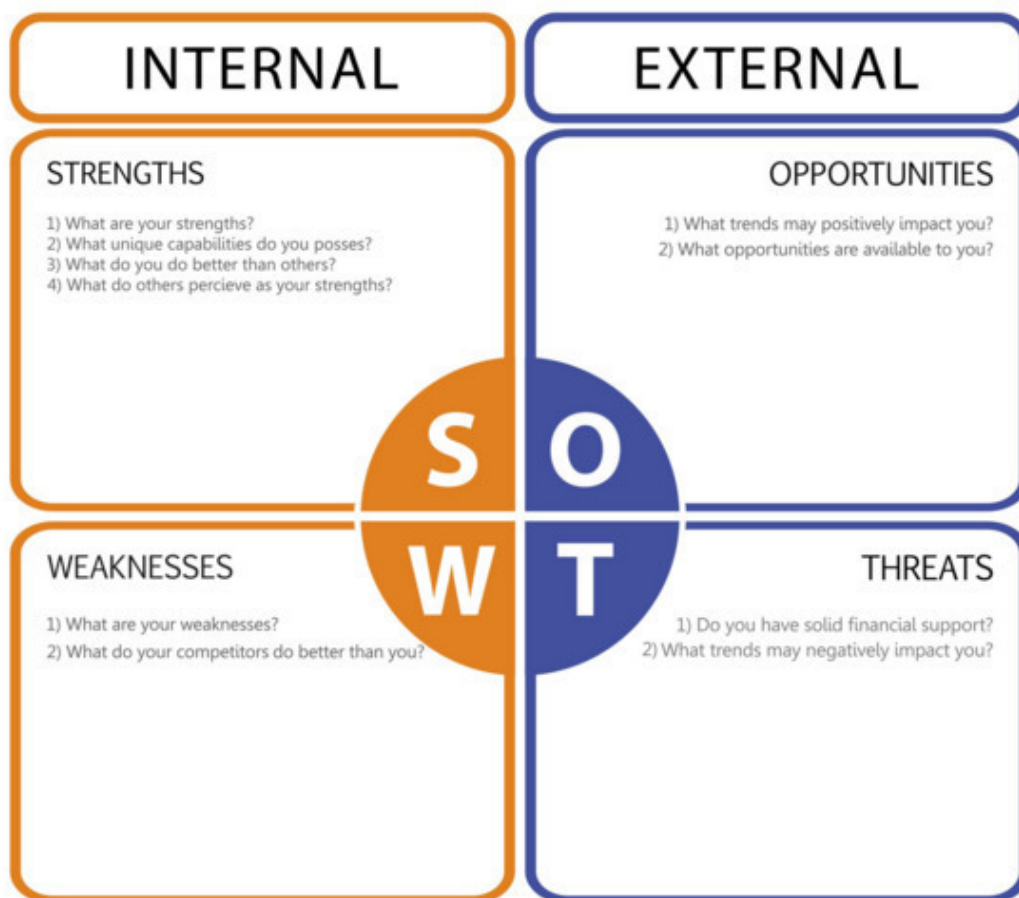 INTERNAL
EXTERNAL
STRENGTHS
1) What are your strengths?
2) What unique capabilities do you posses?
3) What do you do better than others?
4) What do others percieve as your strengths?
OPPORTUNITIES
1) What trends may positively impact you?
2) What opportunities are available to you?
S
O
W
T
WEAKNESSES
1) What are your weaknesses?
2) What do your competitors do better than you?
THREATS
1) Do you have solid financial support?
2) What trends may negatively impact you?